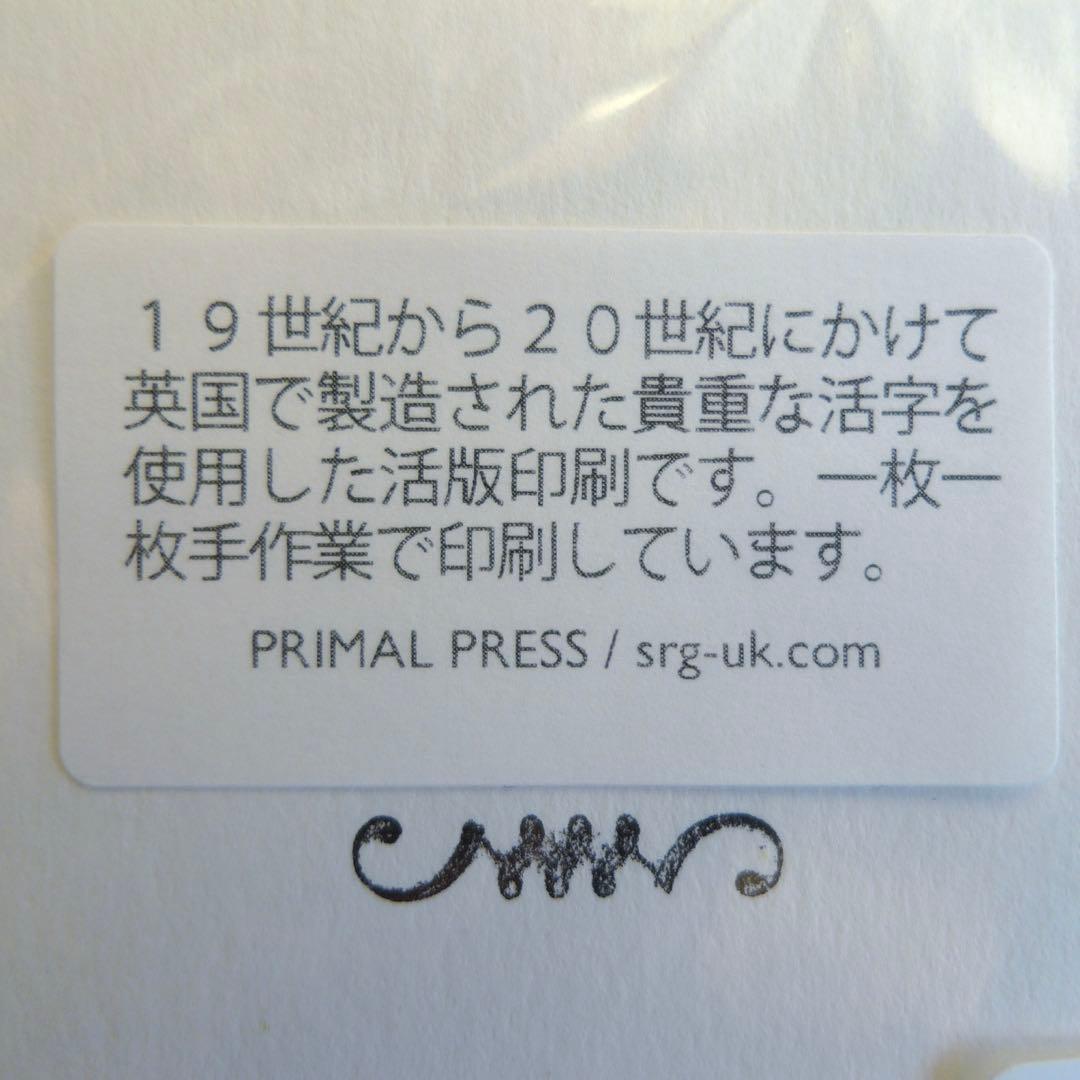 １９世紀から２０世紀にかけて
英国で製造された貴重な活字を
使用した活版印刷です。一枚一
枚手作業で印刷しています。
PRIMAL PRESS / srg-uk.com